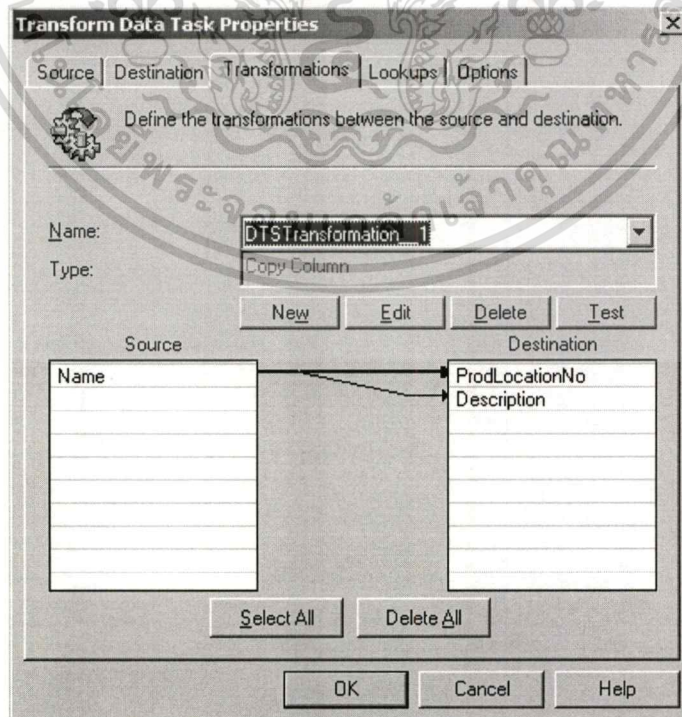 Transform Data Task Properties
Source
Destination
Transformations
Lookups
Options
Define the transformations between the source and destination.
Name:
DTSTransformation__1
Type:
Copy Column
New
Edit
Delete
Test
Source
Destination
Name
ProdLocationNo
Description
Select All
Delete All
OK
Cancel
Help